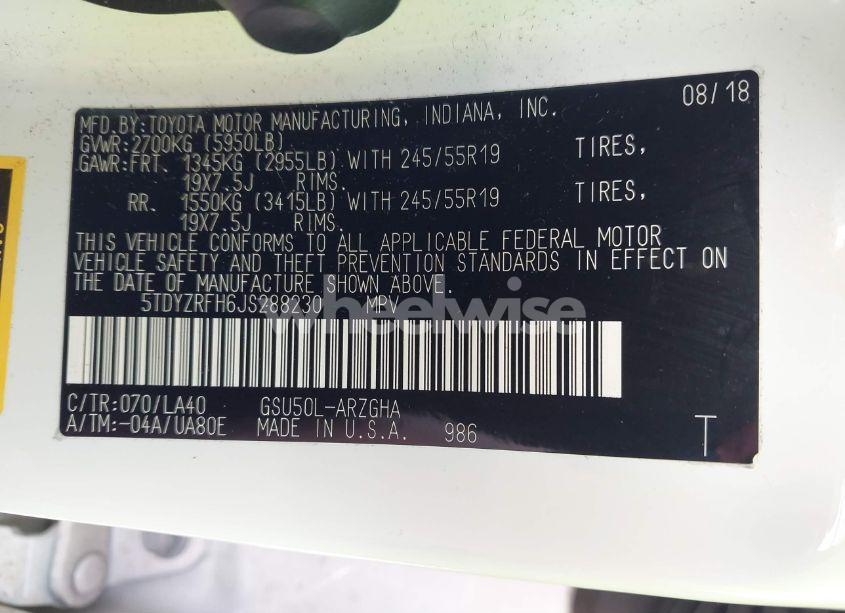 08/18
MFD.BY:TOYOTA MOTOR MANUFACTURING, INDIANA, INC.
GVWR:2700KG (5950LB)
GAWR:FRT. 1345KG (2955LB) WITH 245/55R19 TIRES,
19X7.5J RIMS.
RR. 1550KG (3415LB) WITH 245/55R19 TIRES,
19X7.5J RIMS.
THIS VEHICLE CONFORMS TO ALL APPLICABLE FEDERAL MOTOR
VEHICLE SAFETY AND THEFT PREVENTION STANDARDS IN EFFECT ON
THE DATE OF MANUFACTURE SHOWN ABOVE.
5TDYZRFH6JS288230 MPV
wheelwise
C/TR:070/LA40 GSU50L-ARZGHA
A/TM:-04A/UA80E MADE IN U.S.A. 986 T